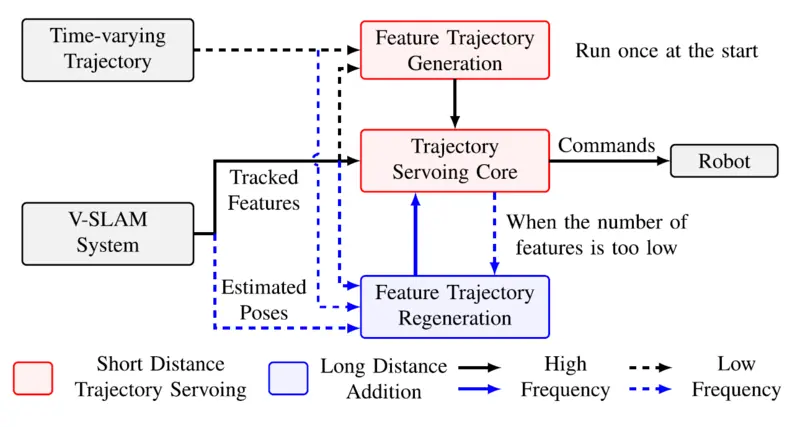 Time-varying
Trajectory
Feature Trajectory
Generation
Run once at the start
Trajectory
Servoing Core
Commands
Robot
Tracked
Features
V-SLAM
System
When the number of
features is too low
Estimated
Poses
Feature Trajectory
Regeneration
Short Distance
Trajectory Servoing
Long Distance
Addition
High
Frequency
Low
Frequency